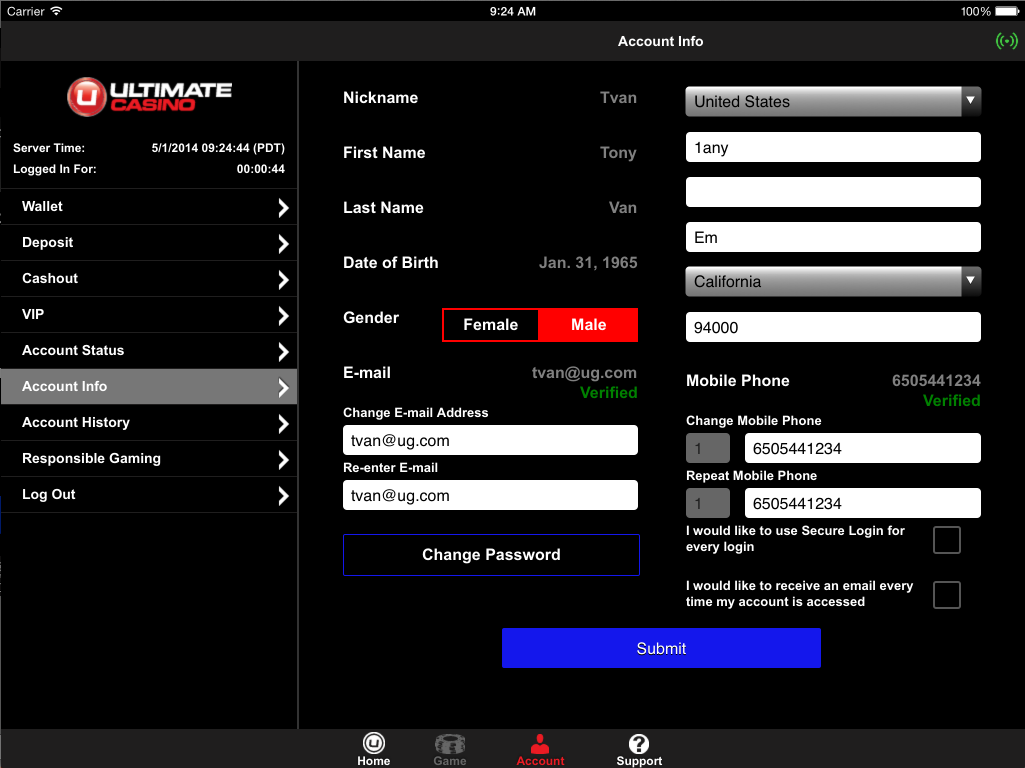 Carrier 9:24 AM 100%
Account Info
U ULTIMATE
CASINO
Server Time: 5/1/2014 09:24:44 (PDT)
Logged In For: 00:00:44
Wallet
Deposit
Cashout
VIP
Account Status
Account Info
Account History
Responsible Gaming
Log Out
Nickname Tvan
First Name Tony
Last Name Van
Date of Birth Jan. 31, 1965
Gender Female Male
E-mail tvan@ug.com
Verified
Change E-mail Address
tvan@ug.com
Re-enter E-mail
tvan@ug.com
Change Password
United States
1any
Em
California
94000
Mobile Phone 6505441234
Verified
Change Mobile Phone
1 6505441234
Repeat Mobile Phone
1 6505441234
I would like to use Secure Login for
every login
I would like to receive an email every
time my account is accessed
Submit
Home Game Account Support